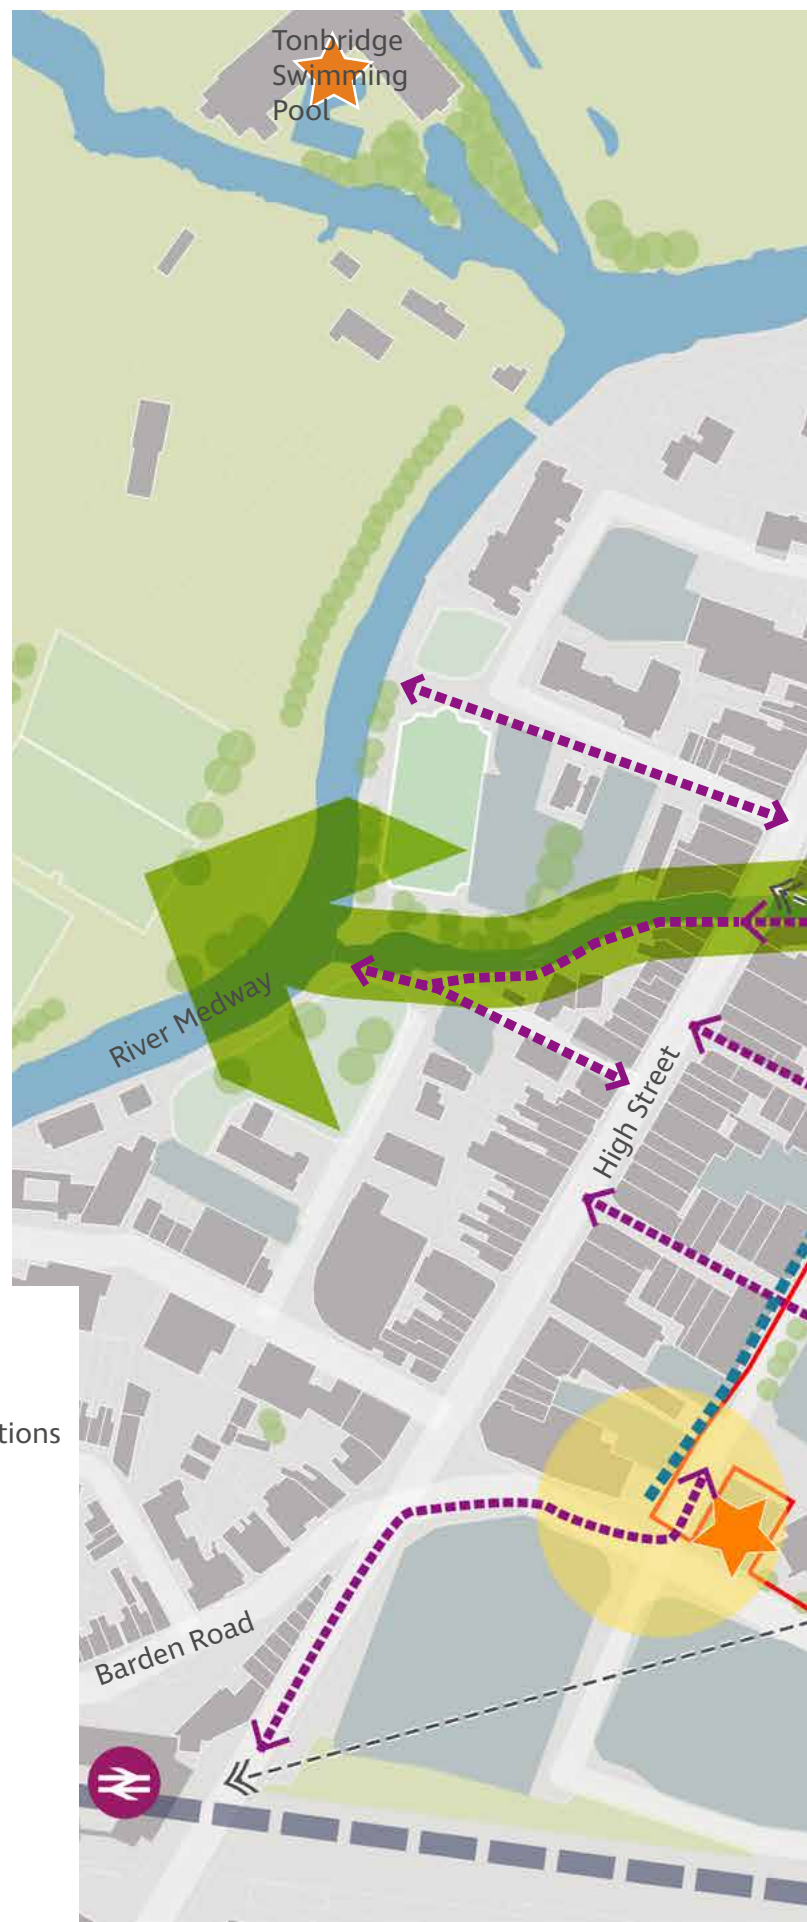 Tonbridge
Swimming
Pool
River Medway
High Street
tions
Barden Road